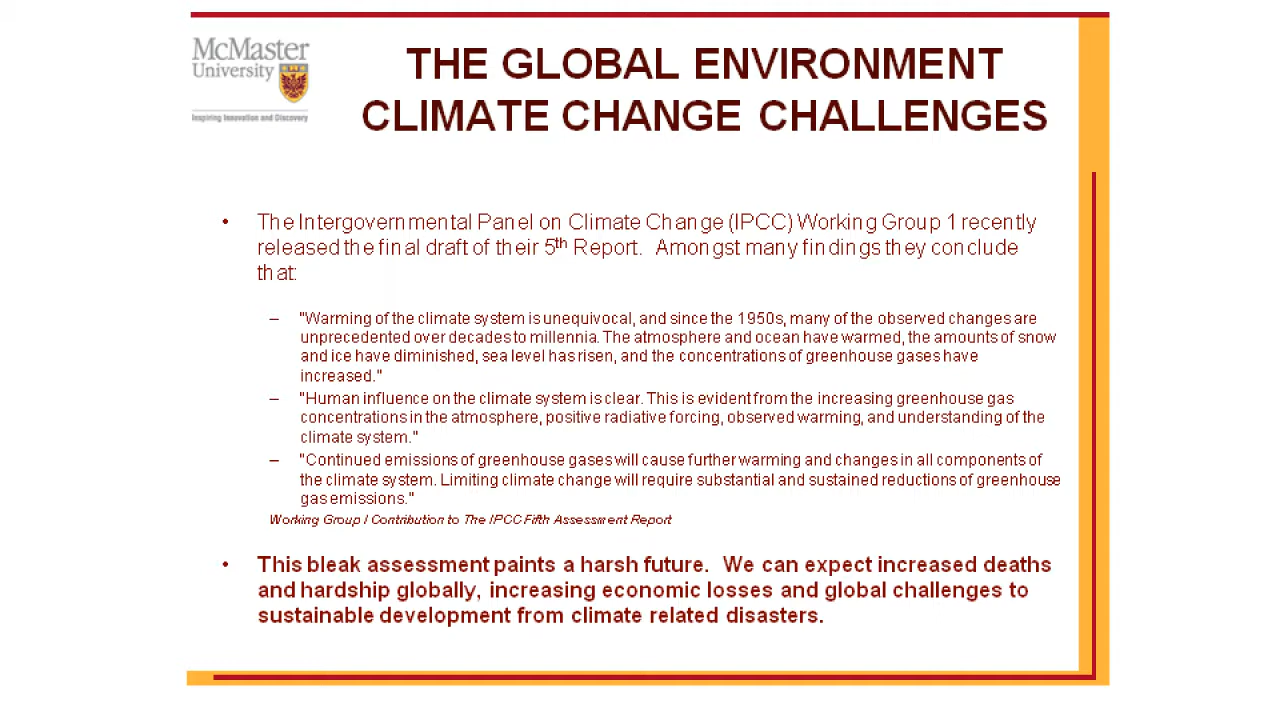 McMaster
University
Inspiring Innovation and Discovery
THE GLOBAL ENVIRONMENT
CLIMATE CHANGE CHALLENGES
• The Intergovernmental Panel on Climate Change (IPCC) Working Group 1 recently
released the final draft of their 5th Report. Amongst many findings they conclude
that:
– "Warming of the climate system is unequivocal, and since the 1950s, many of the observed changes are
unprecedented over decades to millennia. The atmosphere and ocean have warmed, the amounts of snow
and ice have diminished, sea level has risen, and the concentrations of greenhouse gases have
increased."
– "Human influence on the climate system is clear. This is evident from the increasing greenhouse gas
concentrations in the atmosphere, positive radiative forcing, observed warming, and understanding of the
climate system."
– "Continued emissions of greenhouse gases will cause further warming and changes in all components of
the climate system. Limiting climate change will require substantial and sustained reductions of greenhouse
gas emissions."
Working Group I Contribution to The IPCC Fifth Assessment Report
• This bleak assessment paints a harsh future. We can expect increased deaths
and hardship globally, increasing economic losses and global challenges to
sustainable development from climate related disasters.